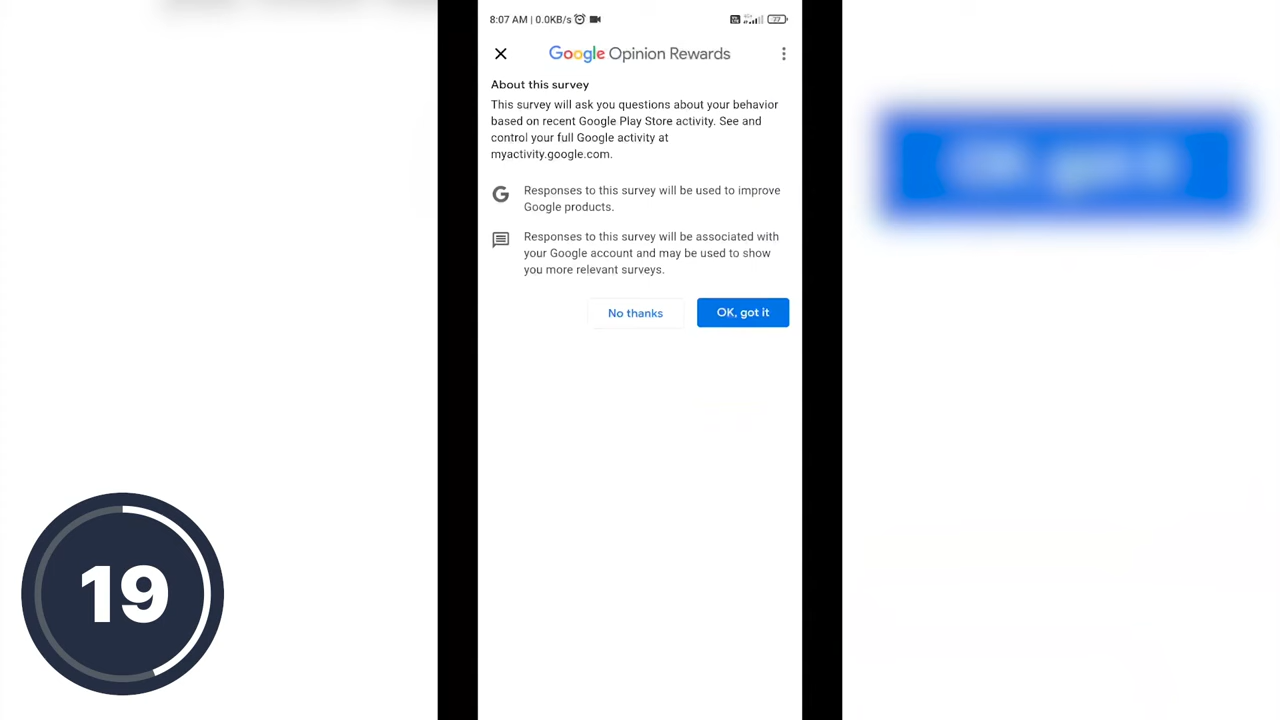 8:07 AM | 0.0KB/s
77
Google Opinion Rewards
About this survey
This survey will ask you questions about your behavior
based on recent Google Play Store activity. See and
control your full Google activity at
myactivity.google.com.
G
Responses to this survey will be used to improve
Google products.
Responses to this survey will be associated with
your Google account and may be used to show
you more relevant surveys.
No thanks
OK, got it
OK, got it
19